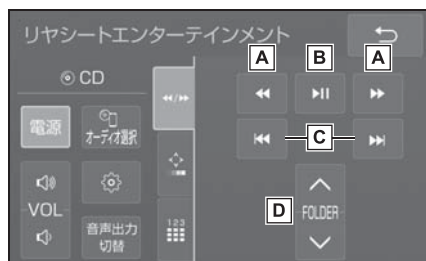 リヤシートエンターテインメント
A B A
CD
電源
オーディオ選択
C
VOL
音声出力
切替
123
D FOLDER